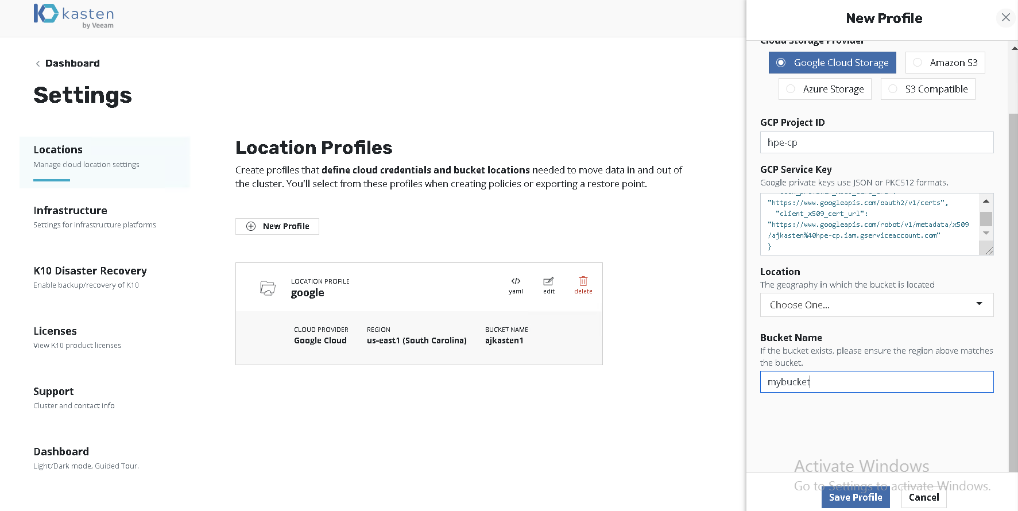 kasten
by Veeam
Dashboard
Settings
Locations
Manage cloud location settings
Infrastructure
Settings for infrastructure platforms
K10 Disaster Recovery
Enable backup/recovery of K10
Licenses
View K10 product licenses
Support
Cluster and contact info
Dashboard
Light/Dark mode, Guided Tour.
Location Profiles
Create profiles that define cloud credentials and bucket locations needed to move data in and out
of the cluster. You'll select from these profiles when creating policies or exporting a restore point.
New Profile
LOCATION PROFILE
google
</> yaml
edit
delete
CLOUD PROVIDER REGION BUCKET NAME
Google Cloud us-east1 (South Carolina) ajkasten1
New Profile
Cloud Storage Provider
Google Cloud Storage Amazon S3
Azure Storage S3 Compatible
GCP Project ID
hpe-cp
GCP Service Key
Google private keys use JSON or PKCS12 formats.
"https://www.googleapis.com/oauth2/v1/certs",
"client_x509_cert_url":
"https://www.googleapis.com/robot/v1/metadata/x509
/ajkasten%40hpe-cp.iam.gserviceaccount.com"
}
Location
The geography in which the bucket is located
Choose One...
Bucket Name
If the bucket exists, please ensure the region above matches
the bucket.
mybucket
Activate Windows
Go to Settings to activate Windows.
Save Profile Cancel